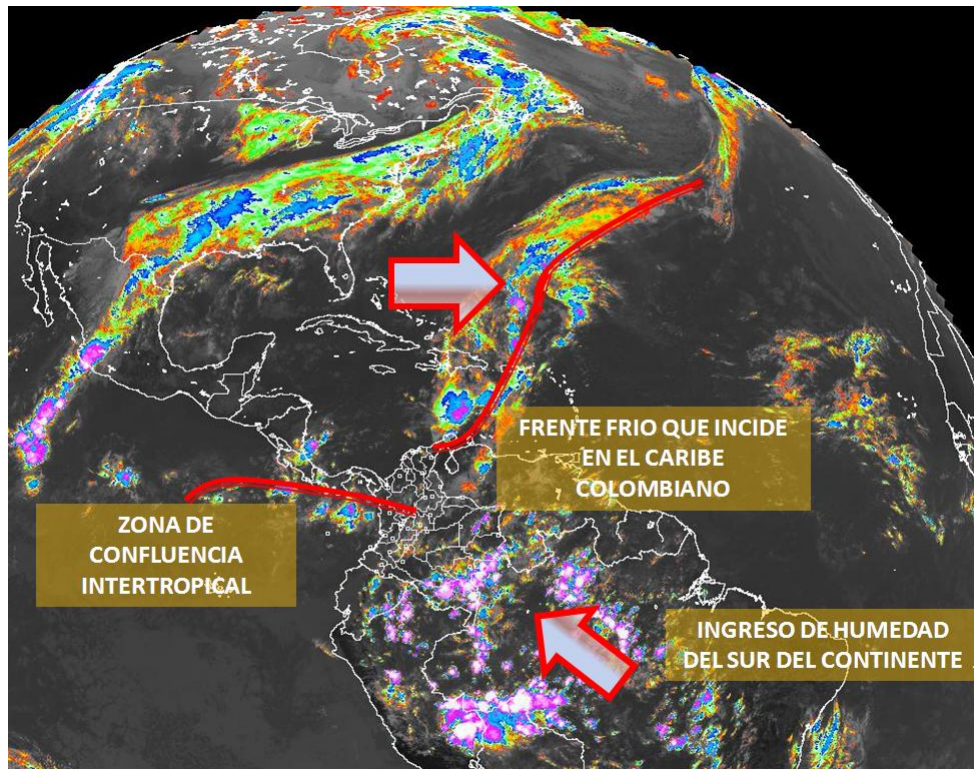 FRENTE FRIO QUE INCIDE
EN EL CARIBE
COLOMBIANO
ZONA DE
CONFLUENCIA
INTERTROPICAL
INGRESO DE HUMEDAD
DEL SUR DEL CONTINENTE